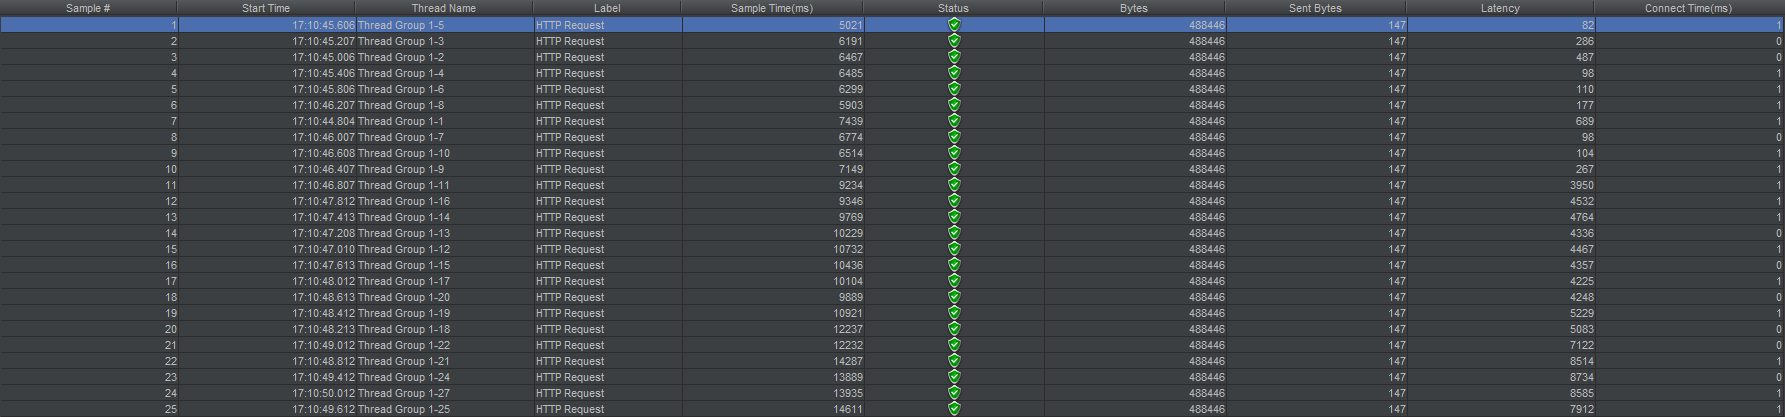 Sample # Start Time Thread Name Label Sample Time(ms) Status Bytes Sent Bytes Latency Connect Time(ms)
1 17:10:45.606 Thread Group 1-5 HTTP Request 5021 488446 147 82 1
2 17:10:45.207 Thread Group 1-3 HTTP Request 6191 488446 147 286 0
3 17:10:45.006 Thread Group 1-2 HTTP Request 6467 488446 147 487 0
4 17:10:45.406 Thread Group 1-4 HTTP Request 6485 488446 147 98 1
5 17:10:45.806 Thread Group 1-6 HTTP Request 6299 488446 147 110 1
6 17:10:46.207 Thread Group 1-8 HTTP Request 5903 488446 147 177 1
7 17:10:44.804 Thread Group 1-1 HTTP Request 7439 488446 147 689 1
8 17:10:46.007 Thread Group 1-7 HTTP Request 6774 488446 147 98 0
9 17:10:46.608 Thread Group 1-10 HTTP Request 6514 488446 147 104 1
10 17:10:46.407 Thread Group 1-9 HTTP Request 7149 488446 147 267 1
11 17:10:46.807 Thread Group 1-11 HTTP Request 9234 488446 147 3950 1
12 17:10:47.812 Thread Group 1-16 HTTP Request 9346 488446 147 4532 1
13 17:10:47.413 Thread Group 1-14 HTTP Request 9769 488446 147 4764 1
14 17:10:47.208 Thread Group 1-13 HTTP Request 10229 488446 147 4336 0
15 17:10:47.010 Thread Group 1-12 HTTP Request 10732 488446 147 4467 1
16 17:10:47.613 Thread Group 1-15 HTTP Request 10436 488446 147 4357 0
17 17:10:48.012 Thread Group 1-17 HTTP Request 10104 488446 147 4225 1
18 17:10:48.613 Thread Group 1-20 HTTP Request 9889 488446 147 4248 0
19 17:10:48.412 Thread Group 1-19 HTTP Request 10921 488446 147 5229 1
20 17:10:48.213 Thread Group 1-18 HTTP Request 12237 488446 147 5083 0
21 17:10:49.012 Thread Group 1-22 HTTP Request 12232 488446 147 7122 0
22 17:10:48.812 Thread Group 1-21 HTTP Request 14287 488446 147 8514 1
23 17:10:49.412 Thread Group 1-24 HTTP Request 13889 488446 147 8734 0
24 17:10:50.012 Thread Group 1-27 HTTP Request 13935 488446 147 8585 1
25 17:10:49.612 Thread Group 1-25 HTTP Request 14611 488446 147 7912 1